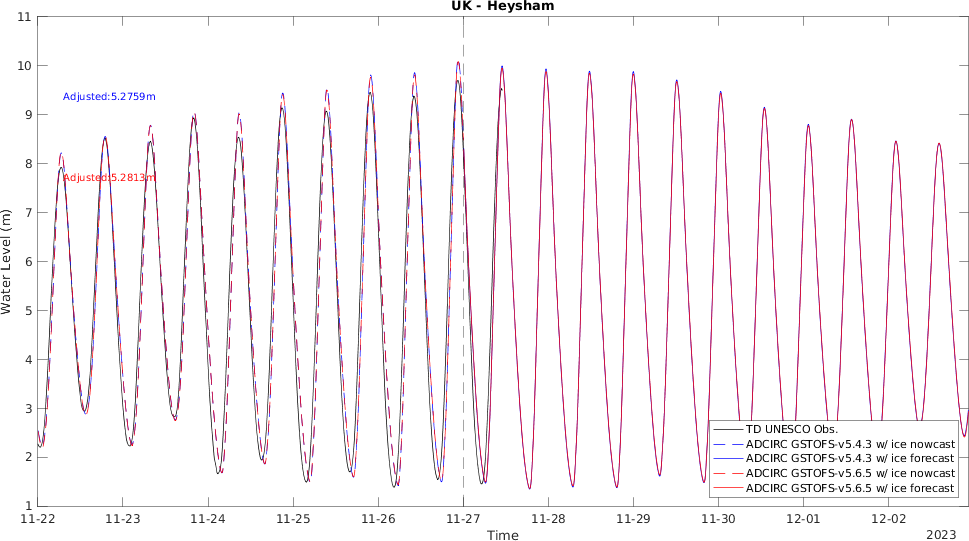 UK - Heysham
11
10
9
8
7
6
5
4
3
2
1
Water Level (m)
Adjusted:5.2759m
Adjusted:5.2813m
TD UNESCO Obs.
ADCIRC GSTOFS-v5.4.3 w/ ice nowcast
ADCIRC GSTOFS-v5.4.3 w/ ice forecast
ADCIRC GSTOFS-v5.6.5 w/ ice nowcast
ADCIRC GSTOFS-v5.6.5 w/ ice forecast
11-22 11-23 11-24 11-25 11-26 11-27 11-28 11-29 11-30 12-01 12-02
Time
2023